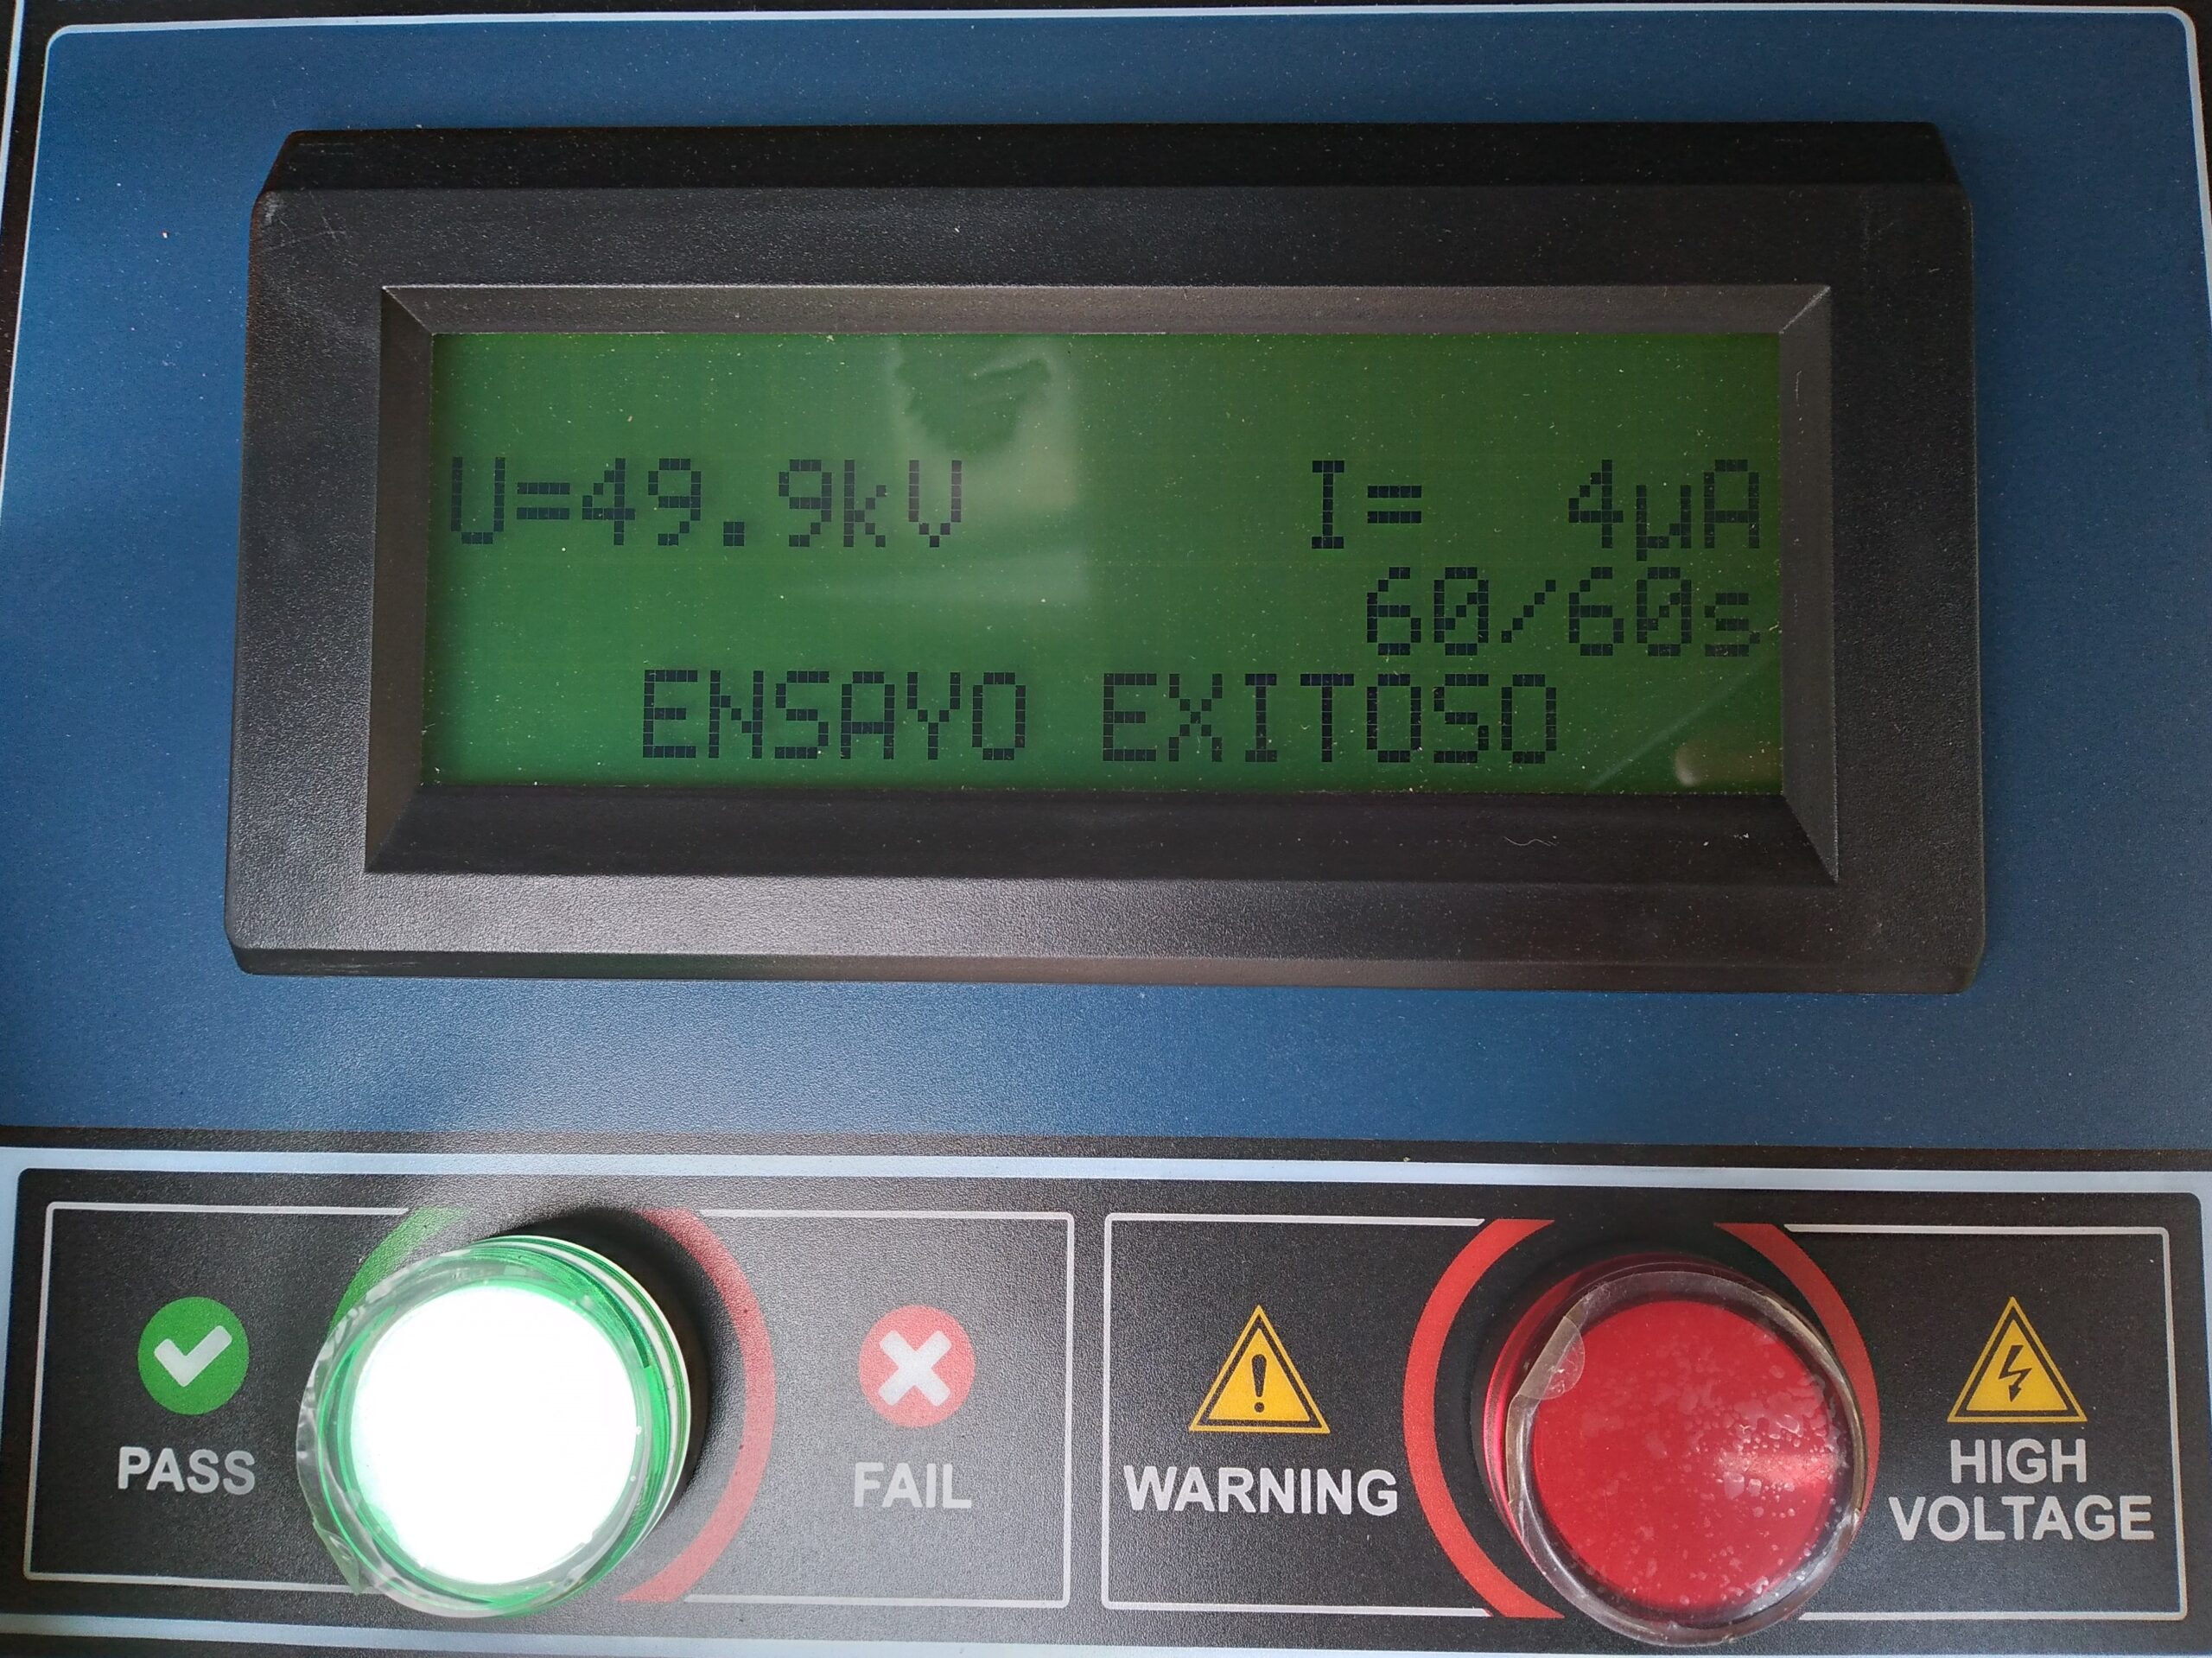 U=49.9kV I= 4µA
60/60s
ENSAYO EXITOSO
PASS
FAIL
WARNING
HIGH
VOLTAGE